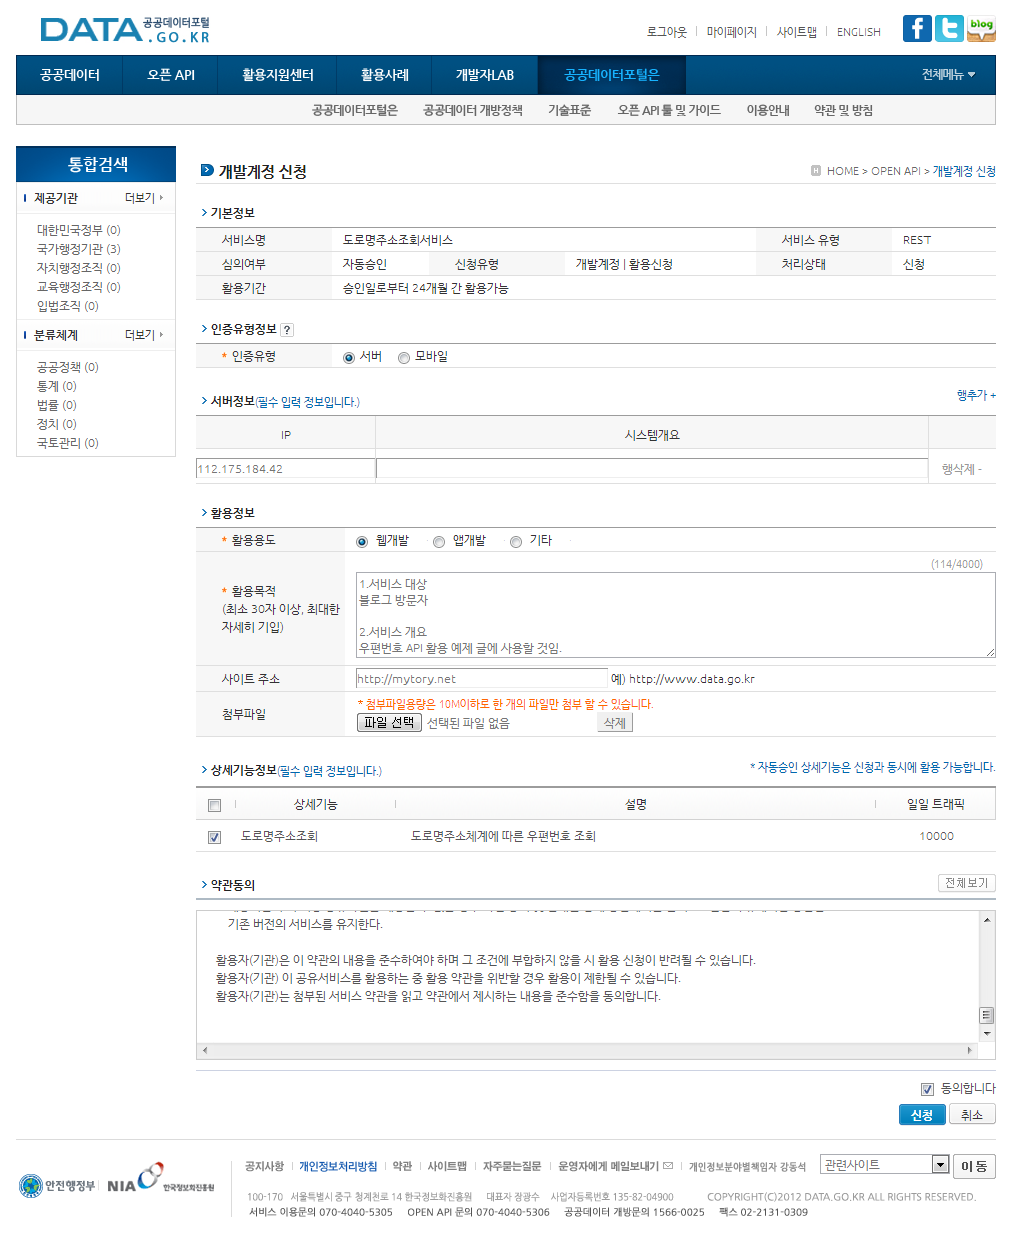 DATA 공공데이터포털
.GO.KR
로그아웃 마이페이지 사이트맵 ENGLISH
blog
공공데이터 오픈 API 활용지원센터 활용사례 개발자LAB 공공데이터포털은 전체메뉴
공공데이터포털은 공공데이터 개방정책 기술표준 오픈 API 툴 및 가이드 이용안내 약관 및 방침
통합검색
제공기관 더보기
대한민국정부 (0)
국가행정기관 (3)
자치행정조직 (0)
교육행정조직 (0)
입법조직 (0)
분류체계 더보기
공공정책 (0)
통계 (0)
법률 (0)
정치 (0)
국토관리 (0)
개발계정 신청
HOME > OPEN API > 개발계정 신청
기본정보
서비스명 도로명주소조회서비스 서비스 유형 REST
심의여부 자동승인 신청유형 개발계정 | 활용신청 처리상태 신청
활용기간 승인일로부터 24개월 간 활용가능
인증유형정보 ?
* 인증유형 서버 모바일
서버정보(필수 입력 정보입니다.) 행추가 +
IP 시스템개요
112.175.184.42 행삭제 -
활용정보
* 활용용도 웹개발 앱개발 기타
(114/4000)
* 활용목적
(최소 30자 이상, 최대한
자세히 기입)
1.서비스 대상
블로그 방문자
2.서비스 개요
우편번호 API 활용 예제 글에 사용할 것임.
사이트 주소 http://mytory.net 예) http://www.data.go.kr
첨부파일
* 첨부파일용량은 10M이하로 한 개의 파일만 첨부 할 수 있습니다.
파일 선택 선택된 파일 없음 삭제
상세기능정보(필수 입력 정보입니다.) * 자동승인 상세기능은 신청과 동시에 활용 가능합니다.
상세기능 설명 일일 트래픽
도로명주소조회 도로명주소체계에 따른 우편번호 조회 10000
약관동의 전체보기
기존 버전의 서비스를 유지한다.
활용자(기관)은 이 약관의 내용을 준수하여야 하며 그 조건에 부합하지 않을 시 활용 신청이 반려될 수 있습니다.
활용자(기관) 이 공유서비스를 활용하는 중 활용 약관을 위반할 경우 활용이 제한될 수 있습니다.
활용자(기관)는 첨부된 서비스 약관을 읽고 약관에서 제시하는 내용을 준수함을 동의합니다.
동의합니다
신청 취소
안전행정부 NIA 한국정보화진흥원
공지사항 개인정보처리방침 약관 사이트맵 자주묻는질문 운영자에게 메일보내기 개인정보분야별책임자 강동석 관련사이트 이동
100-170 서울특별시 중구 청계천로 14 한국정보화진흥원 대표자 장광수 사업자등록번호 135-82-04900 COPYRIGHT(C)2012 DATA.GO.KR ALL RIGHTS RESERVED.
서비스 이용문의 070-4040-5305 OPEN API 문의 070-4040-5306 공공데이터 개방문의 1566-0025 팩스 02-2131-0309